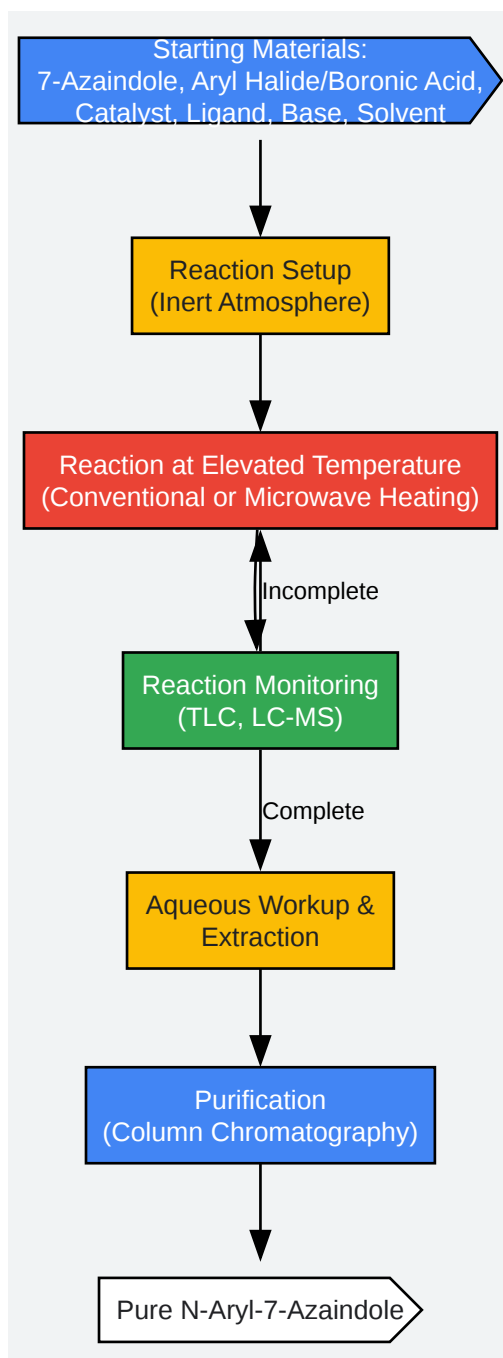 Starting Materials:
7-Azaindole, Aryl Halide/Boronic Acid,
Catalyst, Ligand, Base, Solvent
Reaction Setup
(Inert Atmosphere)
Reaction at Elevated Temperature
(Conventional or Microwave Heating)
Incomplete
Reaction Monitoring
(TLC, LC-MS)
Complete
Aqueous Workup &
Extraction
Purification
(Column Chromatography)
Pure N-Aryl-7-Azaindole